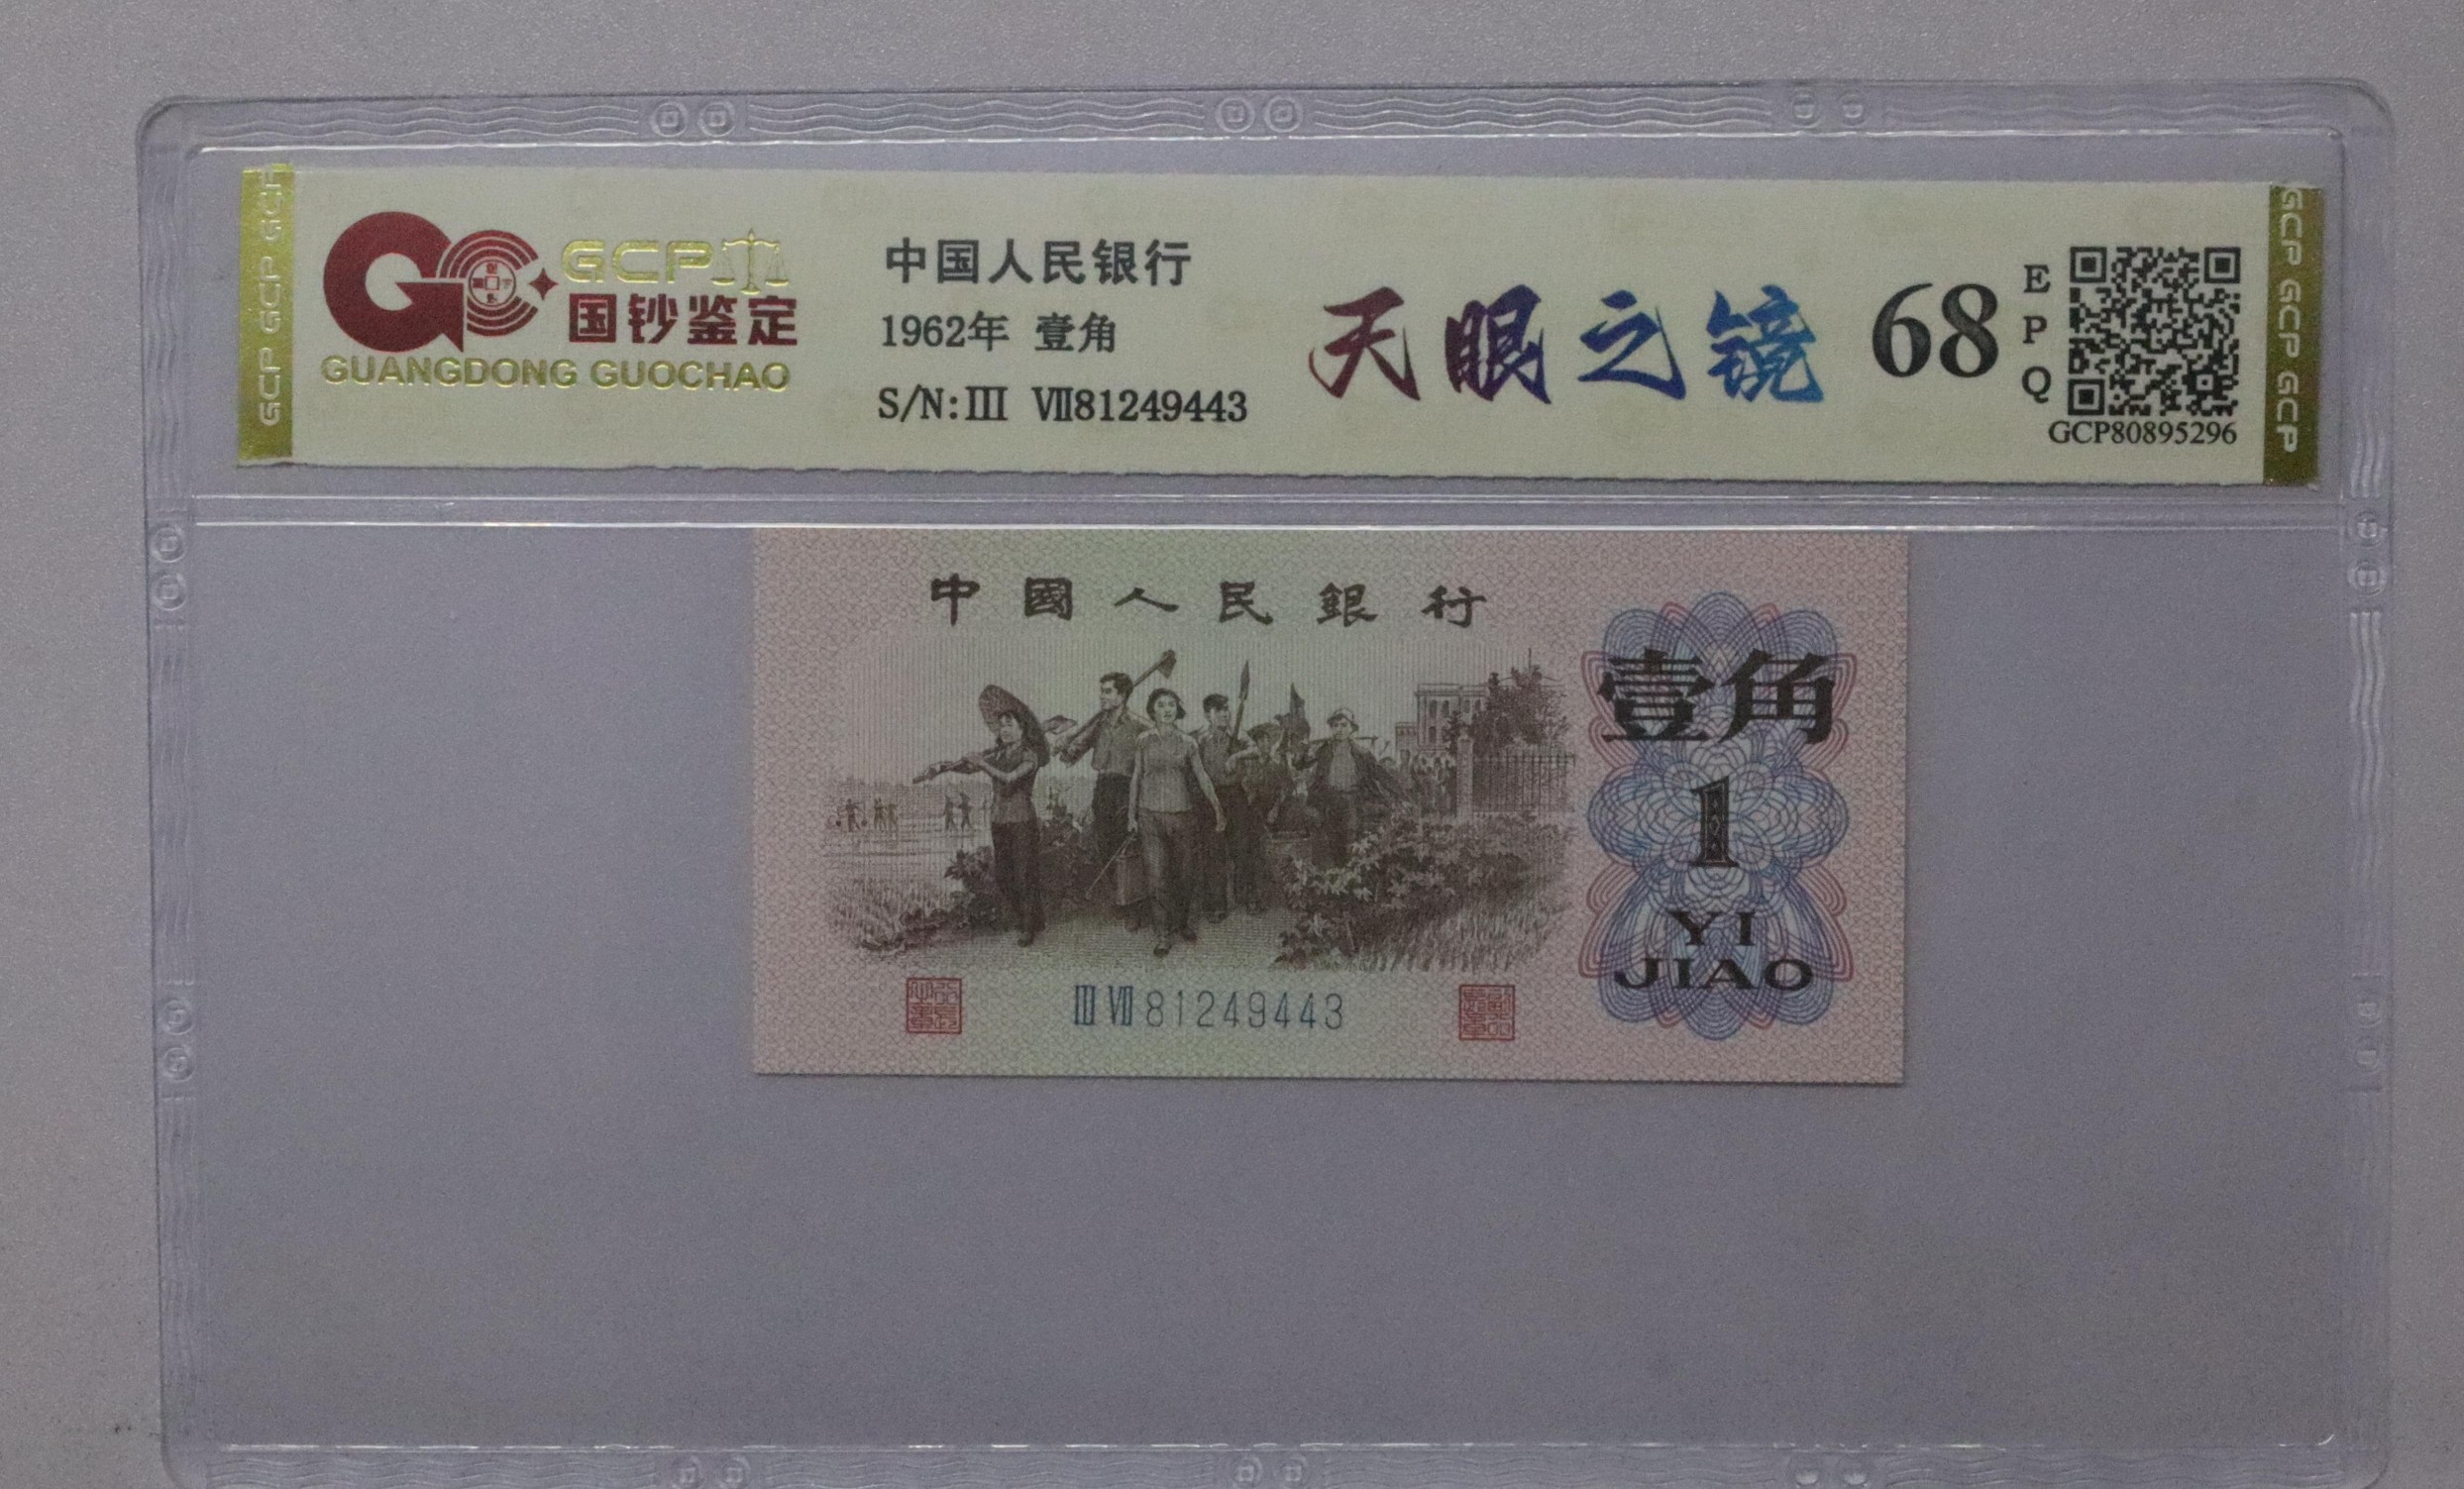 GCP
国钞鉴定
GUANGDONG GUOCHAO
中国人民银行
1962年 壹角
S/N:III VII81249443
天眼之镜
68
E
P
Q
GCP80895296
GCP GCP GCP
GCP GCP GCP
中國人民銀行
壹角
1
YI
JIAO
III VII 81249443